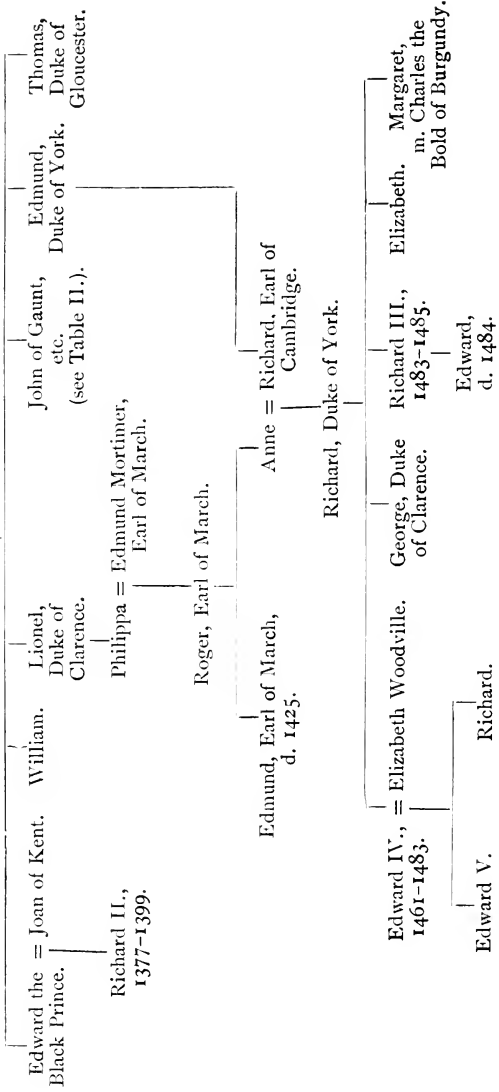 Edward the = Joan of Kent.
Black Prince.
William.
Lionel,
Duke of
Clarence.
John of Gaunt,
etc.
(see Table II.).
Edmund,
Duke of York.
Thomas,
Duke of
Gloucester.
Richard II.,
1377–1399.
Philippa = Edmund Mortimer,
Earl of March.
Roger, Earl of March.
Edmund, Earl of March,
d. 1425.
Anne = Richard, Earl of
Cambridge.
Richard, Duke of York.
Edward IV., = Elizabeth Woodville.
1461–1483.
George, Duke
of Clarence.
Richard III.,
1483–1485.
Elizabeth.
Margaret,
m. Charles the
Bold of Burgundy.
Edward V.
Richard.
Edward,
d. 1484.